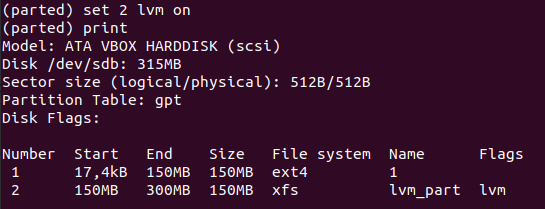 (parted) set 2 lvm on
(parted) print
Model: ATA VBOX HARDDISK (scsi)
Disk /dev/sdb: 315MB
Sector size (logical/physical): 512B/512B
Partition Table: gpt
Disk Flags:
Number  Start   End    Size   File system  Name      Flags
 1      17,4kB  150MB  150MB  ext4         1
 2      150MB   300MB  150MB  xfs          lvm_part  lvm